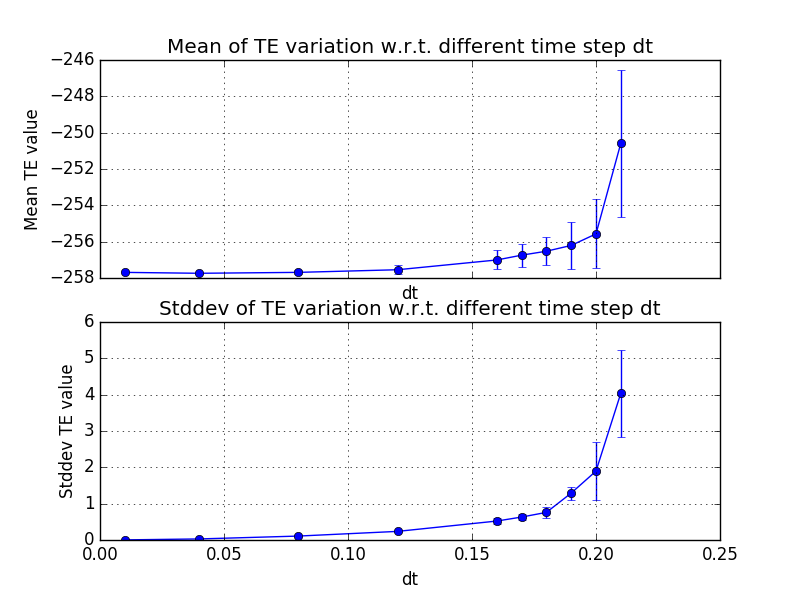 Mean of TE variation w.r.t. different time step dt
−246
−248
−250
−252
−254
−256
−258
Mean TE value
dt
Stddev of TE variation w.r.t. different time step dt
6
5
4
3
2
1
0
Stddev TE value
0.00 0.05 0.10 0.15 0.20 0.25
dt